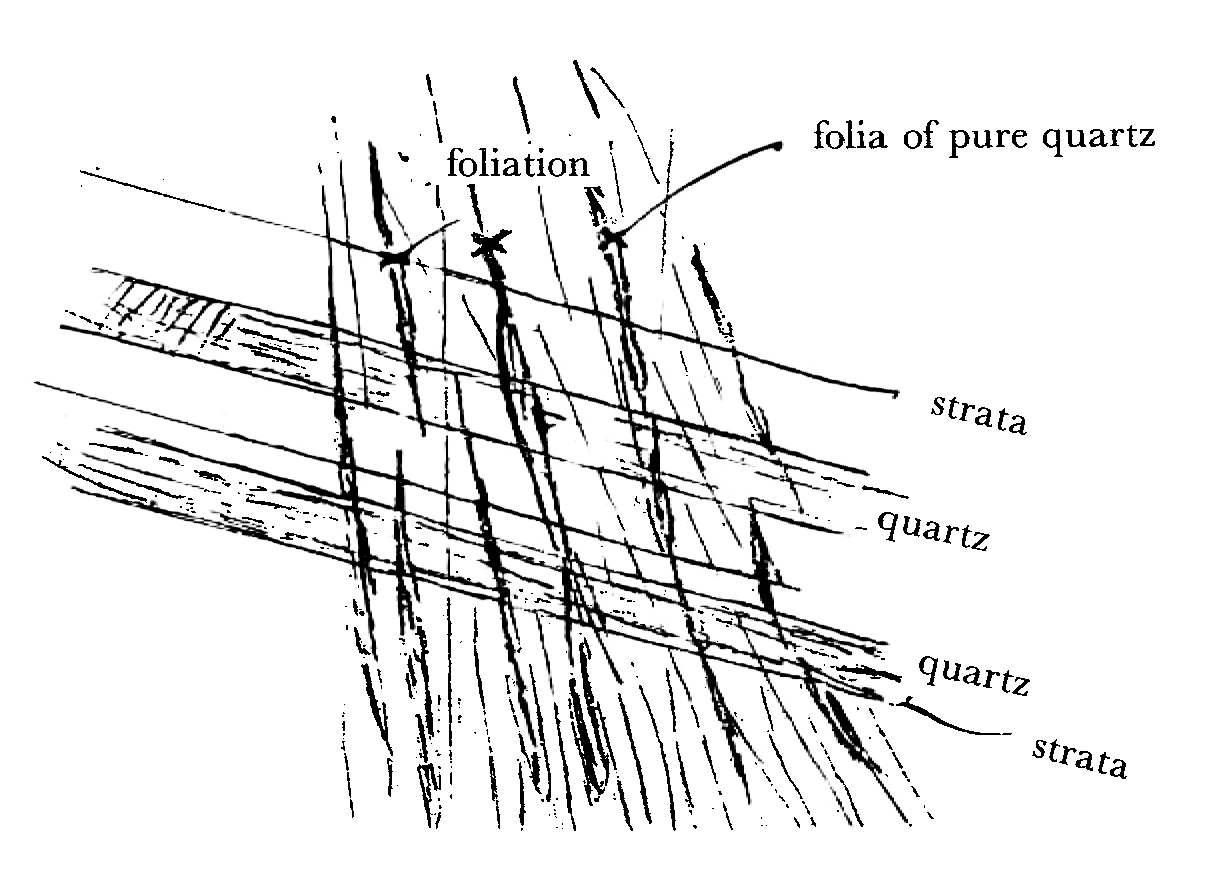 folia of pure quartz
foliation
strata
quartz
quartz
strata